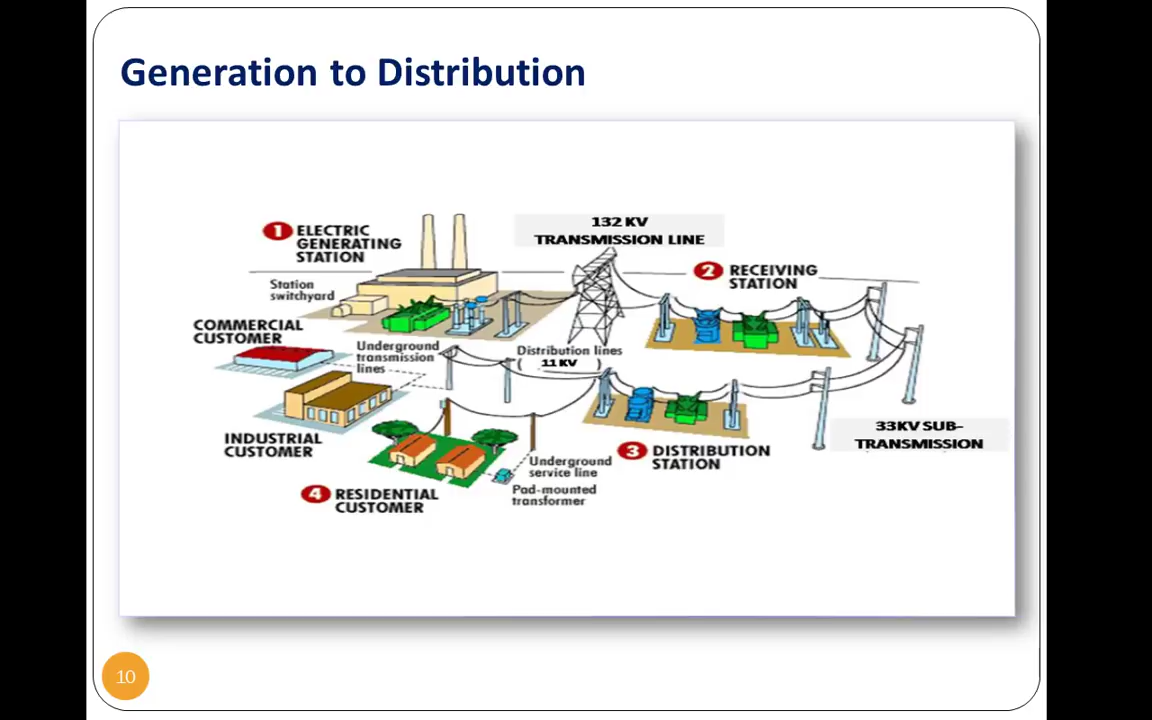 Generation to Distribution
1 ELECTRIC
GENERATING
STATION
132 KV
TRANSMISSION LINE
2 RECEIVING
STATION
Station
switchyard
COMMERCIAL
CUSTOMER
Underground
transmission
lines
Distribution lines
( 11 KV )
33KV SUB-
TRANSMISSION
INDUSTRIAL
CUSTOMER
3 DISTRIBUTION
STATION
Underground
service line
Pad-mounted
transformer
4 RESIDENTIAL
CUSTOMER
10